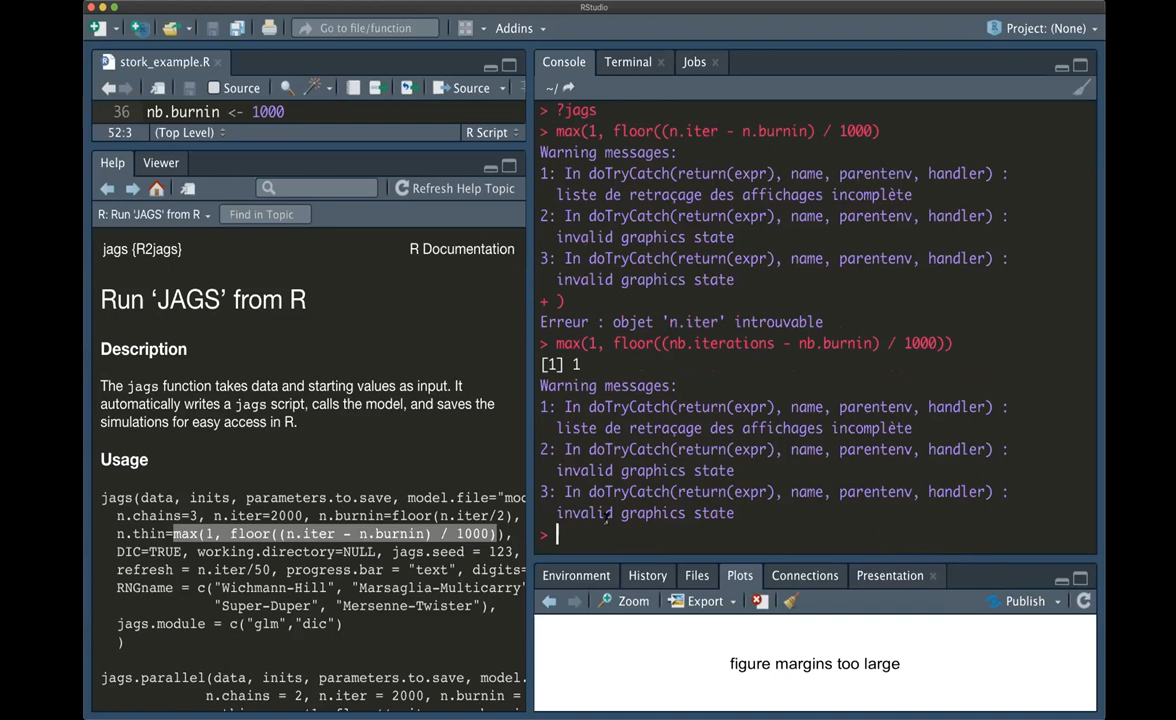 RStudio
Go to file/function
Addins
Project: (None)
stork_example.R
Source
Source
36 nb.burnin <- 1000
52:3 (Top Level) R Script
Help Viewer
Refresh Help Topic
R: Run 'JAGS' from R Find in Topic
jags {R2jags} R Documentation
Run ‘JAGS’ from R
Description
The jags function takes data and starting values as input. It
automatically writes a jags script, calls the model, and saves the
simulations for easy access in R.
Usage
jags(data, inits, parameters.to.save, model.file="mod
n.chains=3, n.iter=2000, n.burnin=floor(n.iter/2),
n.thin=max(1, floor((n.iter - n.burnin) / 1000)),
DIC=TRUE, working.directory=NULL, jags.seed = 123,
refresh = n.iter/50, progress.bar = "text", digits=
RNGname = c("Wichmann-Hill", "Marsaglia-Multicarry"
"Super-Duper", "Mersenne-Twister"),
jags.module = c("glm","dic")
)
jags.parallel(data, inits, parameters.to.save, model.
n.chains = 2, n.iter = 2000, n.burnin =
Console Terminal Jobs
~/
> ?jags
> max(1, floor((n.iter - n.burnin) / 1000)
Warning messages:
1: In doTryCatch(return(expr), name, parentenv, handler) :
liste de retraçage des affichages incomplète
2: In doTryCatch(return(expr), name, parentenv, handler) :
invalid graphics state
3: In doTryCatch(return(expr), name, parentenv, handler) :
invalid graphics state
+ )
Erreur : objet 'n.iter' introuvable
> max(1, floor((nb.iterations - nb.burnin) / 1000))
[1] 1
Warning messages:
1: In doTryCatch(return(expr), name, parentenv, handler) :
liste de retraçage des affichages incomplète
2: In doTryCatch(return(expr), name, parentenv, handler) :
invalid graphics state
3: In doTryCatch(return(expr), name, parentenv, handler) :
invalid graphics state
>
Environment History Files Plots Connections Presentation
Zoom Export Publish
figure margins too large